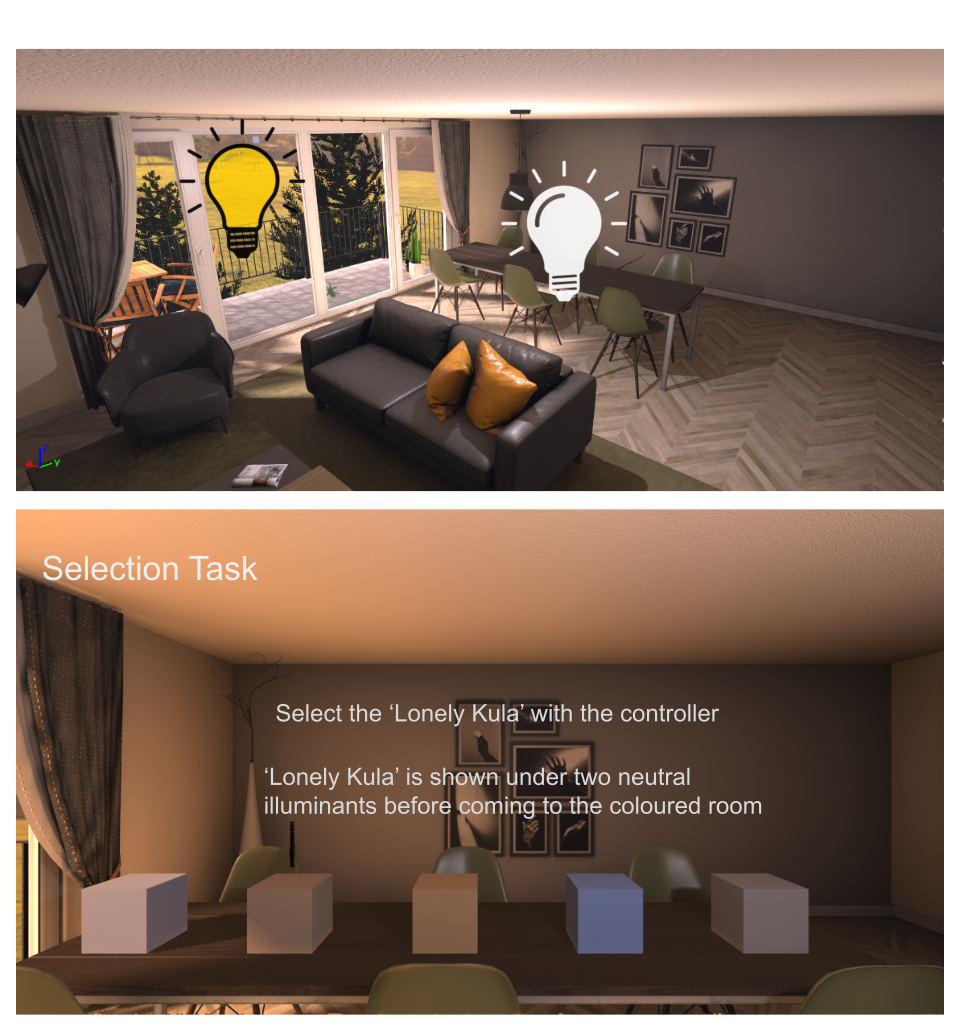 X
Y
Selection Task
Select the ‘Lonely Kula’ with the controller
‘Lonely Kula’ is shown under two neutral
illuminants before coming to the coloured room